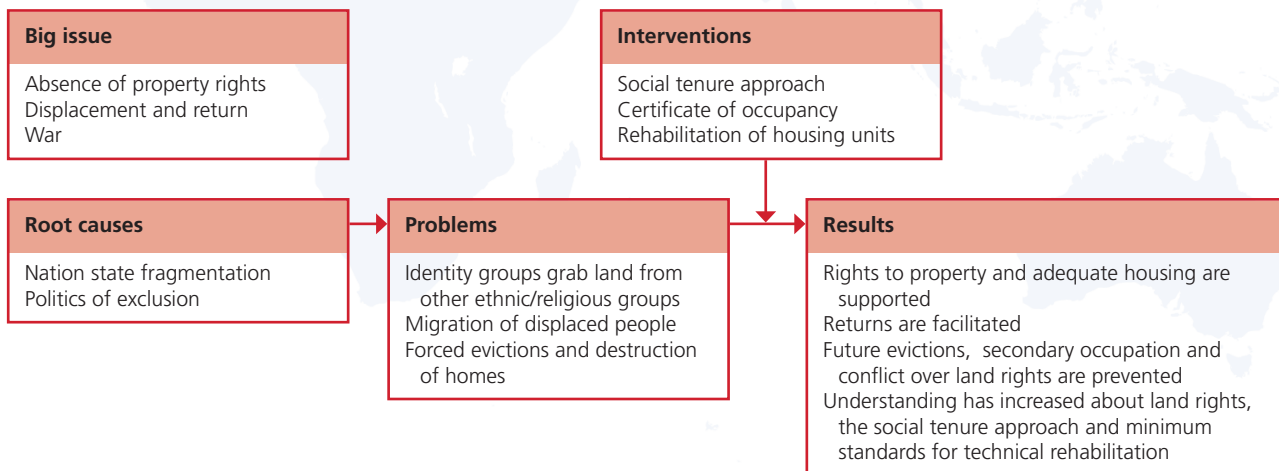 Big issue
Absence of property rights
Displacement and return
War
Interventions
Social tenure approach
Certificate of occupancy
Rehabilitation of housing units
Root causes
Nation state fragmentation
Politics of exclusion
Problems
Identity groups grab land from
other ethnic/religious groups
Migration of displaced people
Forced evictions and destruction
of homes
Results
Rights to property and adequate housing are
supported
Returns are facilitated
Future evictions, secondary occupation and
conflict over land rights are prevented
Understanding has increased about land rights,
the social tenure approach and minimum
standards for technical rehabilitation